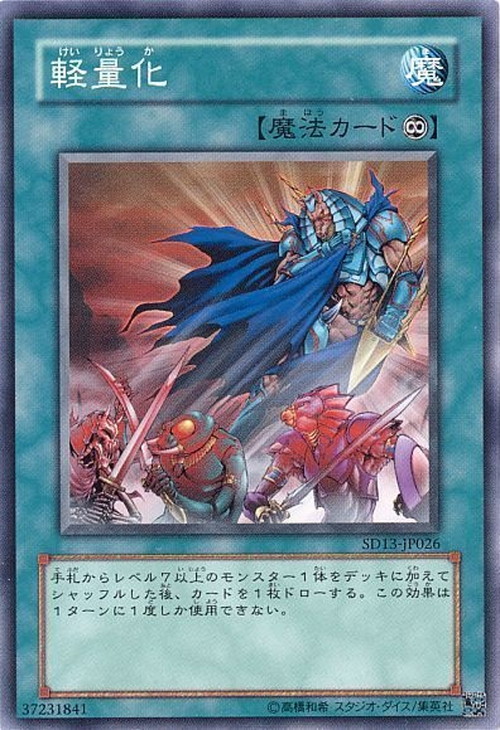 けいりょうか
軽量化
魔
まほう
【魔法カード】
SD13-JP026
手札からレベル7以上のモンスター1体をデッキに加えて
シャッフルした後、カードを1枚ドローする。この効果は
1ターンに1度しか使用できない。
37231841
©高橋和希 スタジオ・ダイス/集英社